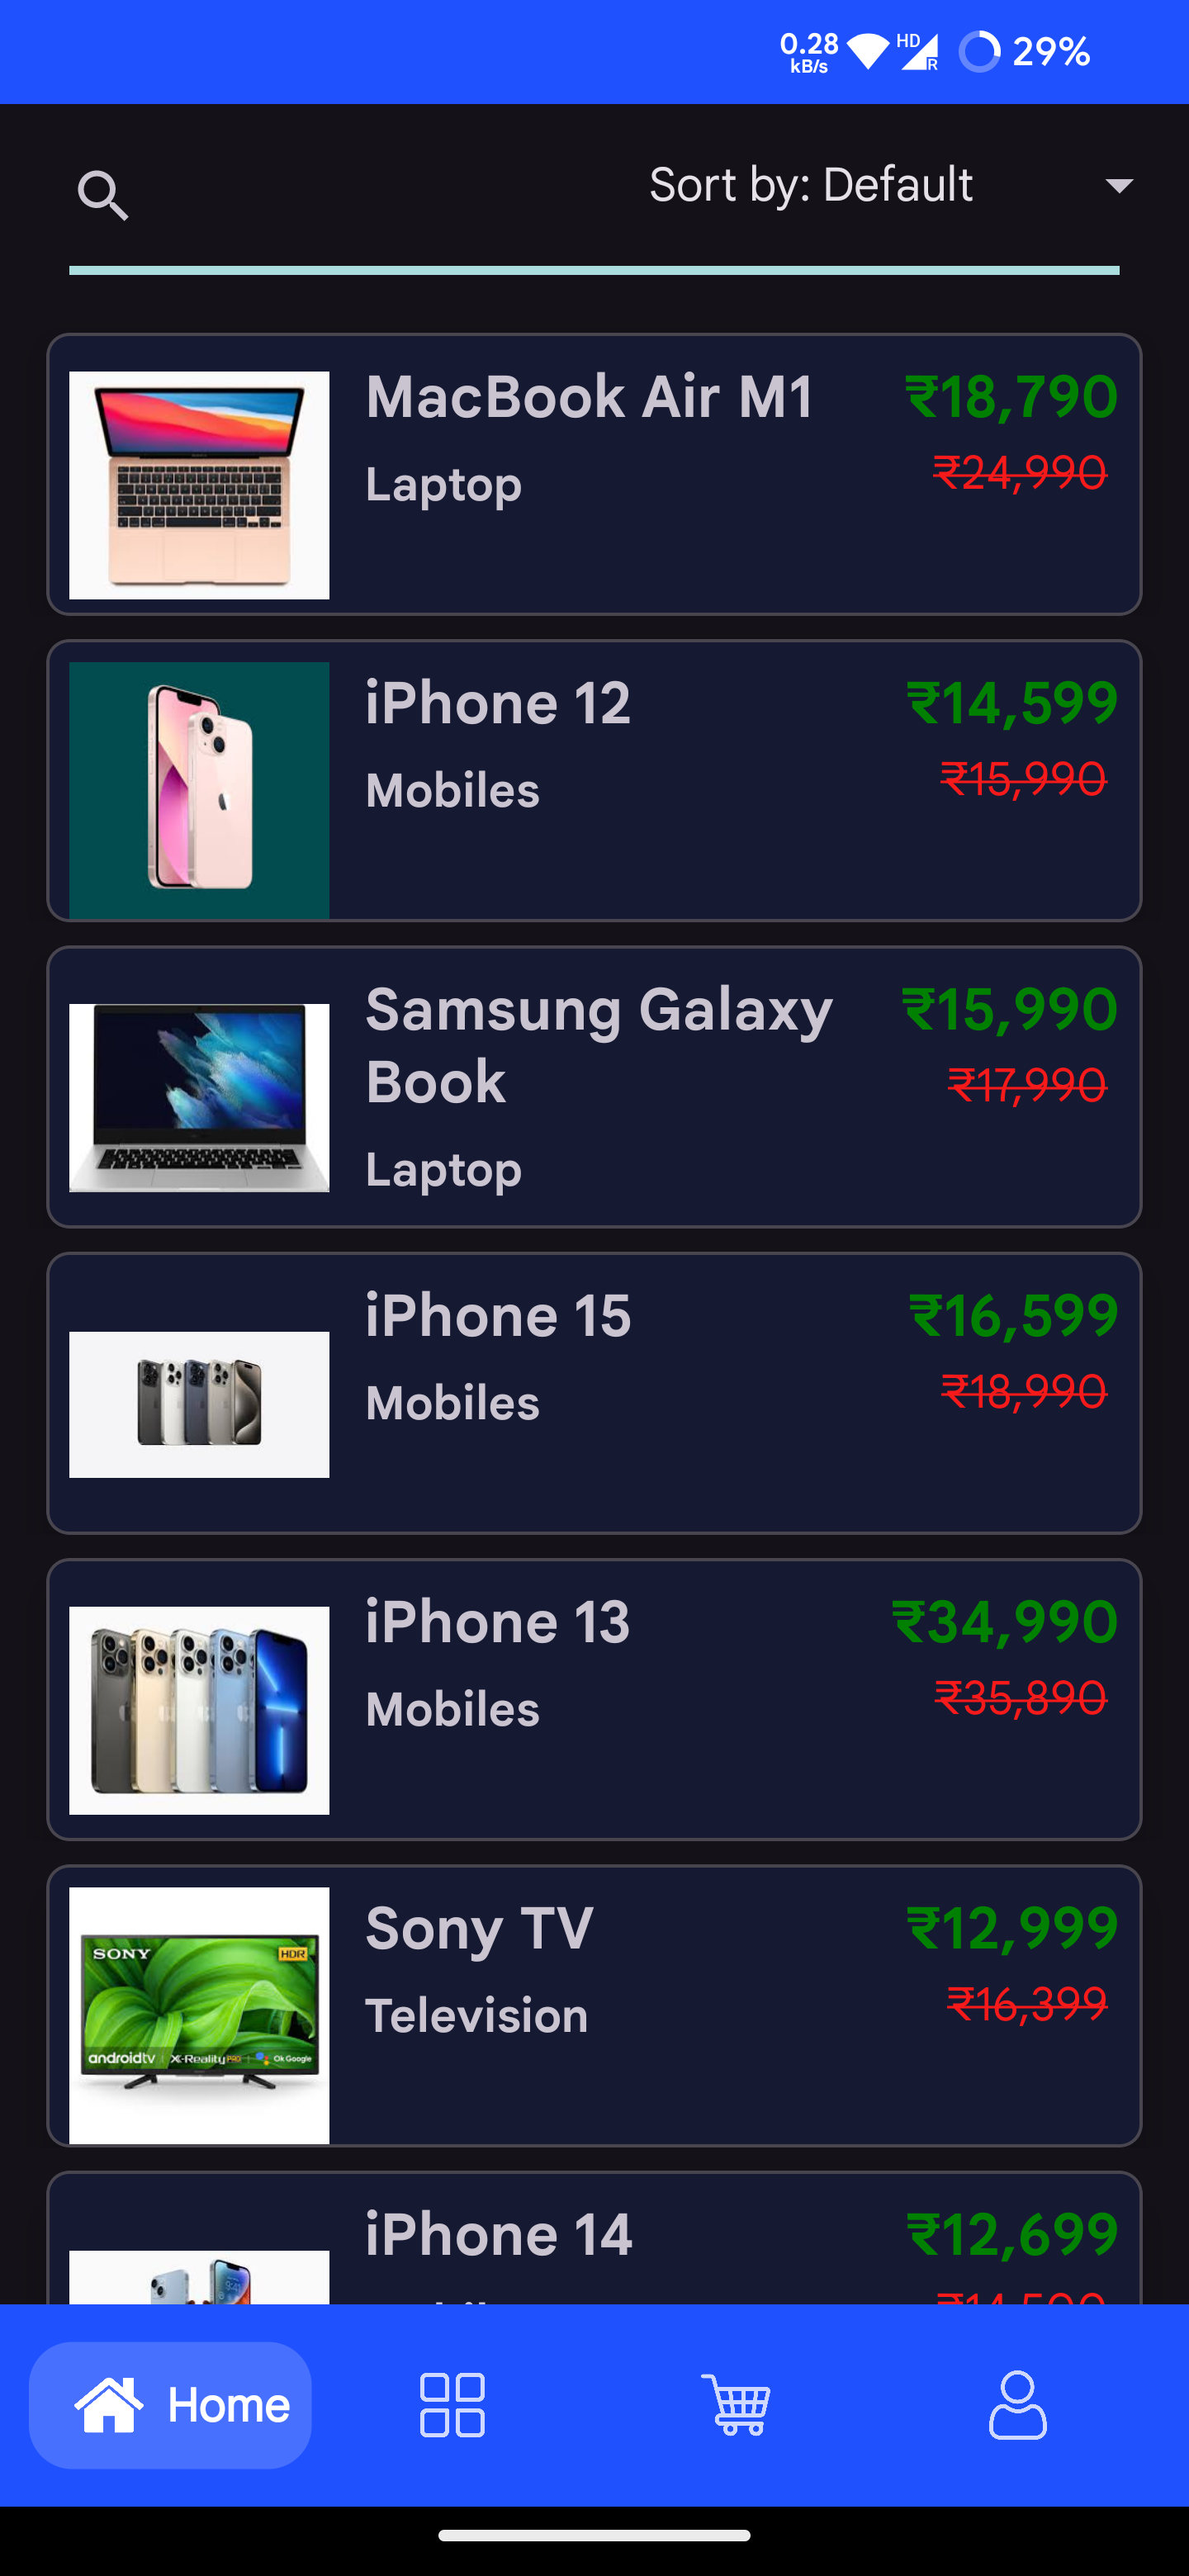 0.28
kB/s
HD
R
29%
Sort by: Default
MacBook Air M1
₹18,790
₹24,990
Laptop
iPhone 12
₹14,599
₹15,990
Mobiles
Samsung Galaxy
Book
₹15,990
₹17,990
Laptop
iPhone 15
₹16,599
₹18,990
Mobiles
iPhone 13
₹34,990
₹35,890
Mobiles
SONY
HDR
androidtv | X-Reality PRO | Ok Google
Sony TV
₹12,999
₹16,399
Television
iPhone 14
₹12,699
Home